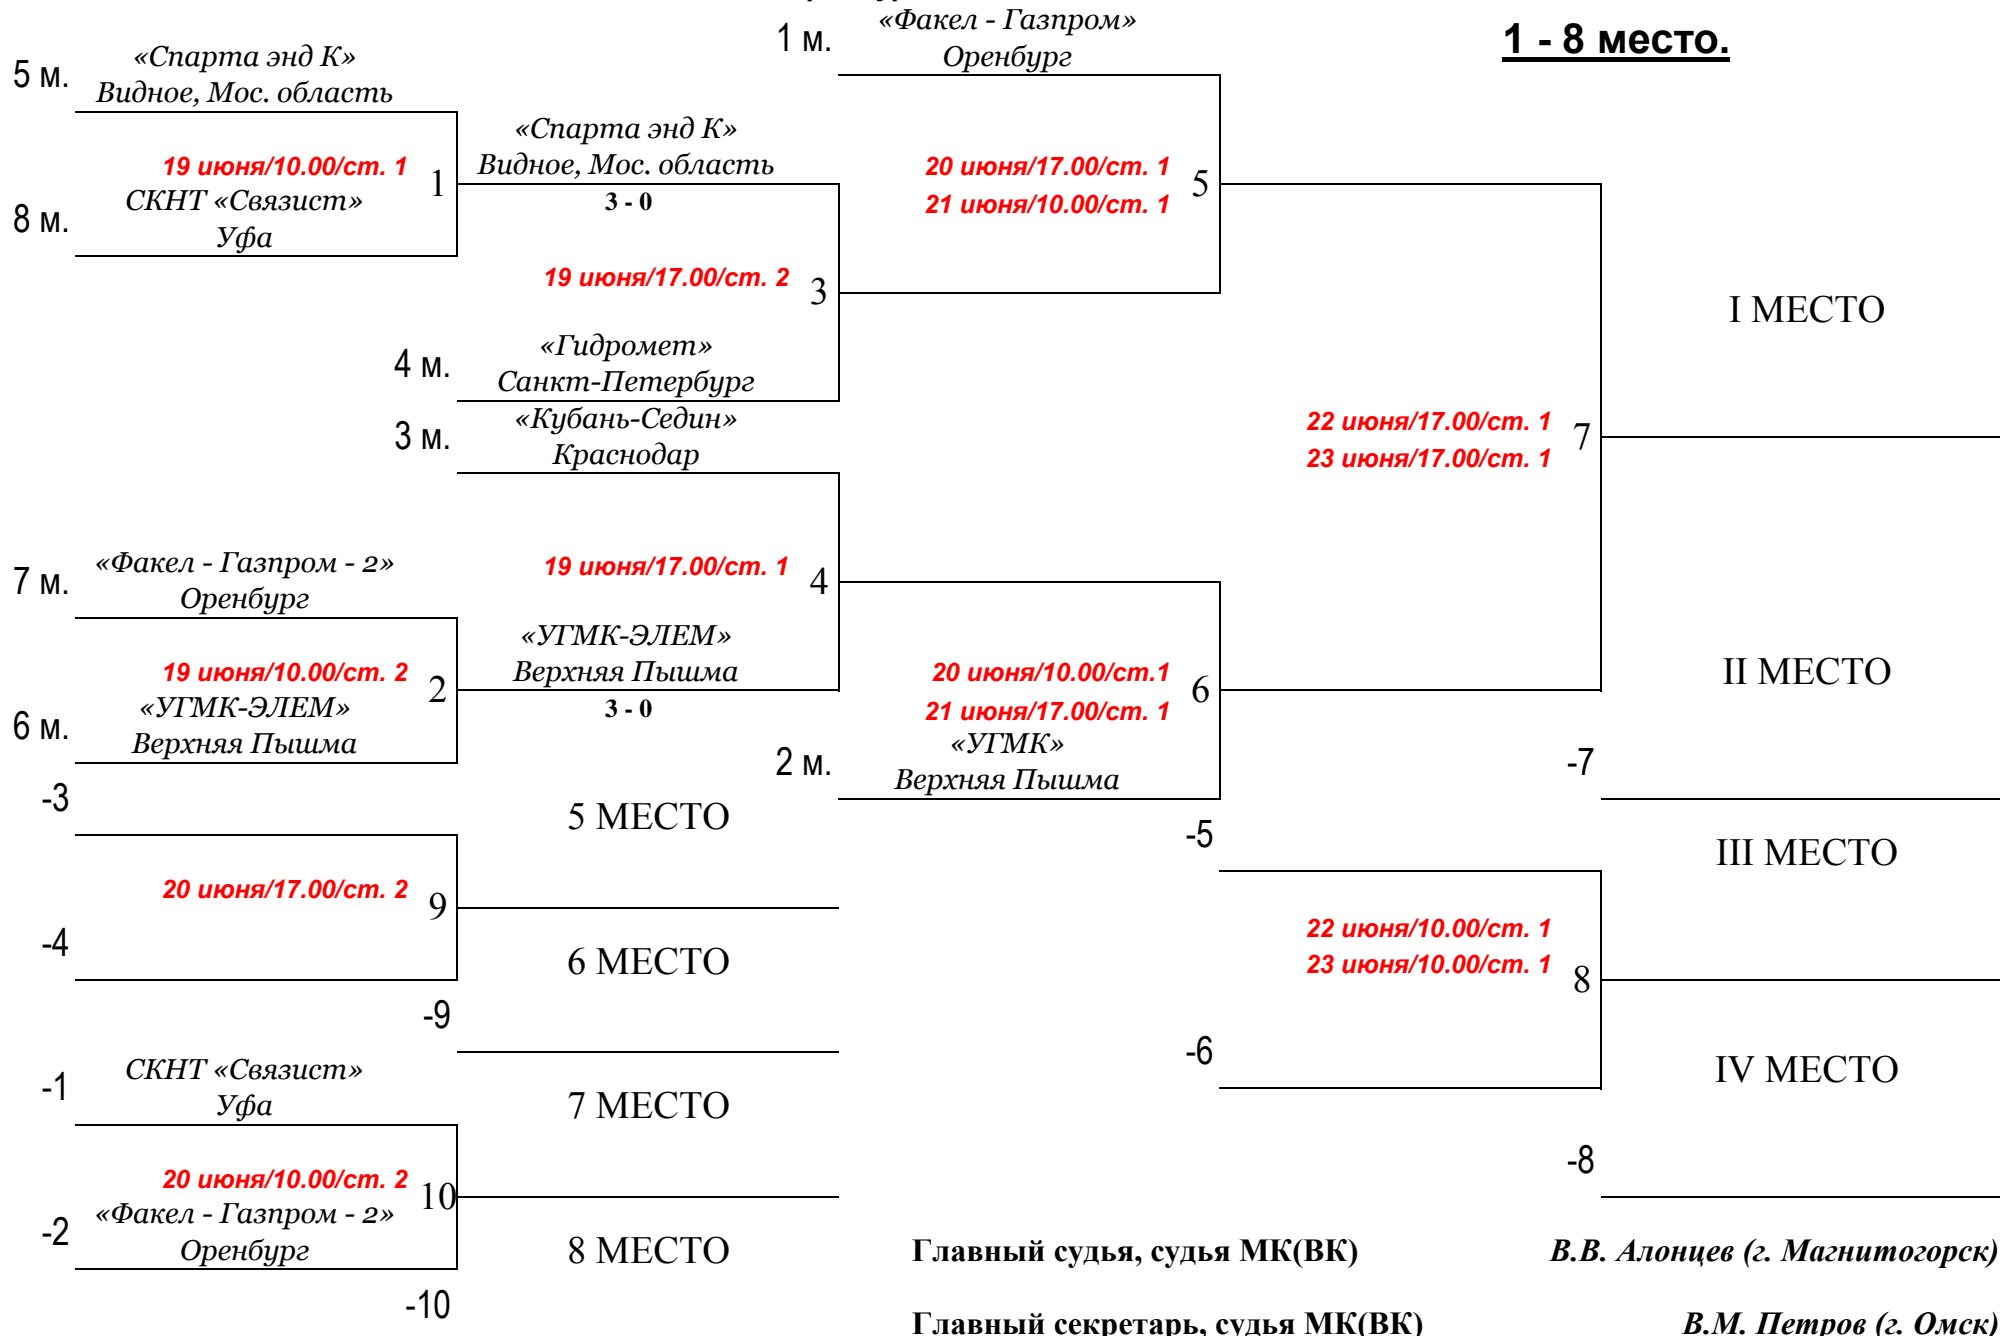 «Факел - Газпром»
1 м.
Оренбург
1 - 8 место.
«Спарта энд К»
5 м.
Видное, Мос. область
«Спарта энд К»
Видное, Мос. область
19 июня/10.00/ст. 1
1
3 - 0
СКНТ «Связист»
8 м.
Уфа
20 июня/17.00/ст. 1
5
21 июня/10.00/ст. 1
19 июня/17.00/ст. 2
3
I МЕСТО
«Гидромет»
4 м.
Санкт-Петербург
«Кубань-Седин»
3 м.
Краснодар
22 июня/17.00/ст. 1
7
23 июня/17.00/ст. 1
«Факел - Газпром - 2»
7 м.
Оренбург
19 июня/17.00/ст. 1
4
«УГМК-ЭЛЕМ»
Верхняя Пышма
19 июня/10.00/ст. 2
2
3 - 0
«УГМК-ЭЛЕМ»
6 м.
Верхняя Пышма
20 июня/10.00/ст.1
6
21 июня/17.00/ст. 1
«УГМК»
2 м.
Верхняя Пышма
II МЕСТО
-7
-3
5 МЕСТО
-5
III МЕСТО
20 июня/17.00/ст. 2
9
-4
6 МЕСТО
22 июня/10.00/ст. 1
23 июня/10.00/ст. 1
8
-9
-6
IV МЕСТО
СКНТ «Связист»
-1
Уфа
7 МЕСТО
-8
20 июня/10.00/ст. 2
10
«Факел - Газпром - 2»
-2
Оренбург
8 МЕСТО
-10
Главный судья, судья МК(ВК) В.В. Алонцев (г. Магнитогорск)
Главный секретарь, судья МК(ВК) В.М. Петров (г. Омск)